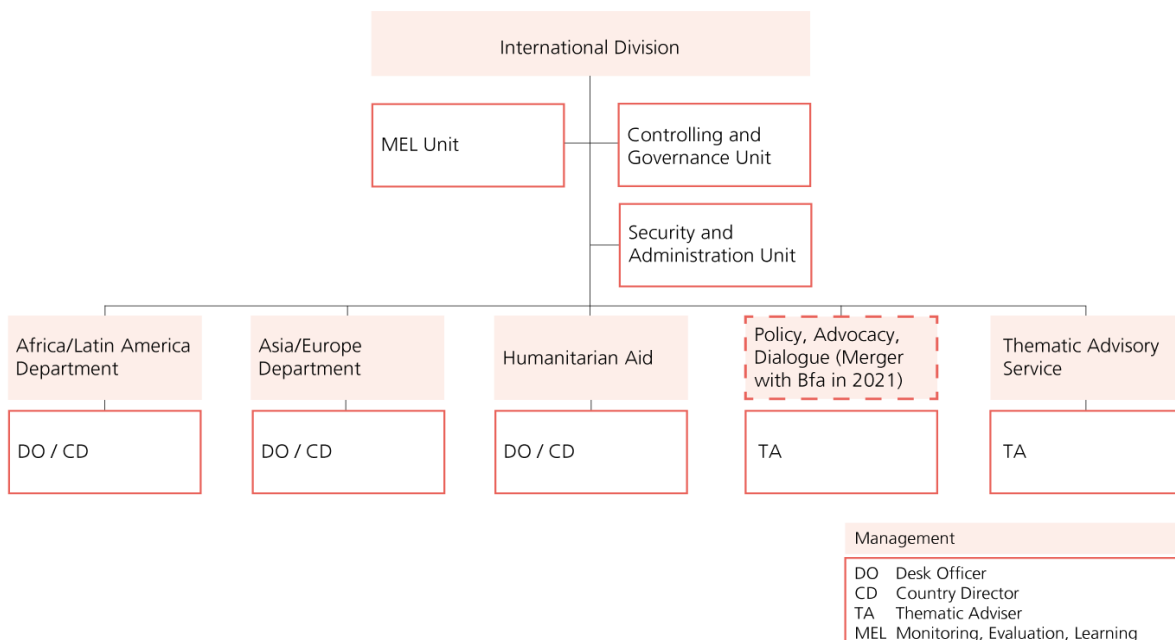 International Division
MEL Unit
Controlling and
Governance Unit
Security and
Administration Unit
Africa/Latin America
Department
Asia/Europe
Department
Humanitarian Aid
Policy, Advocacy,
Dialogue (Merger
with Bfa in 2021)
Thematic Advisory
Service
DO / CD
DO / CD
DO / CD
TA
TA
Management
DO Desk Officer
CD Country Director
TA Thematic Adviser
MEL Monitoring, Evaluation, Learning